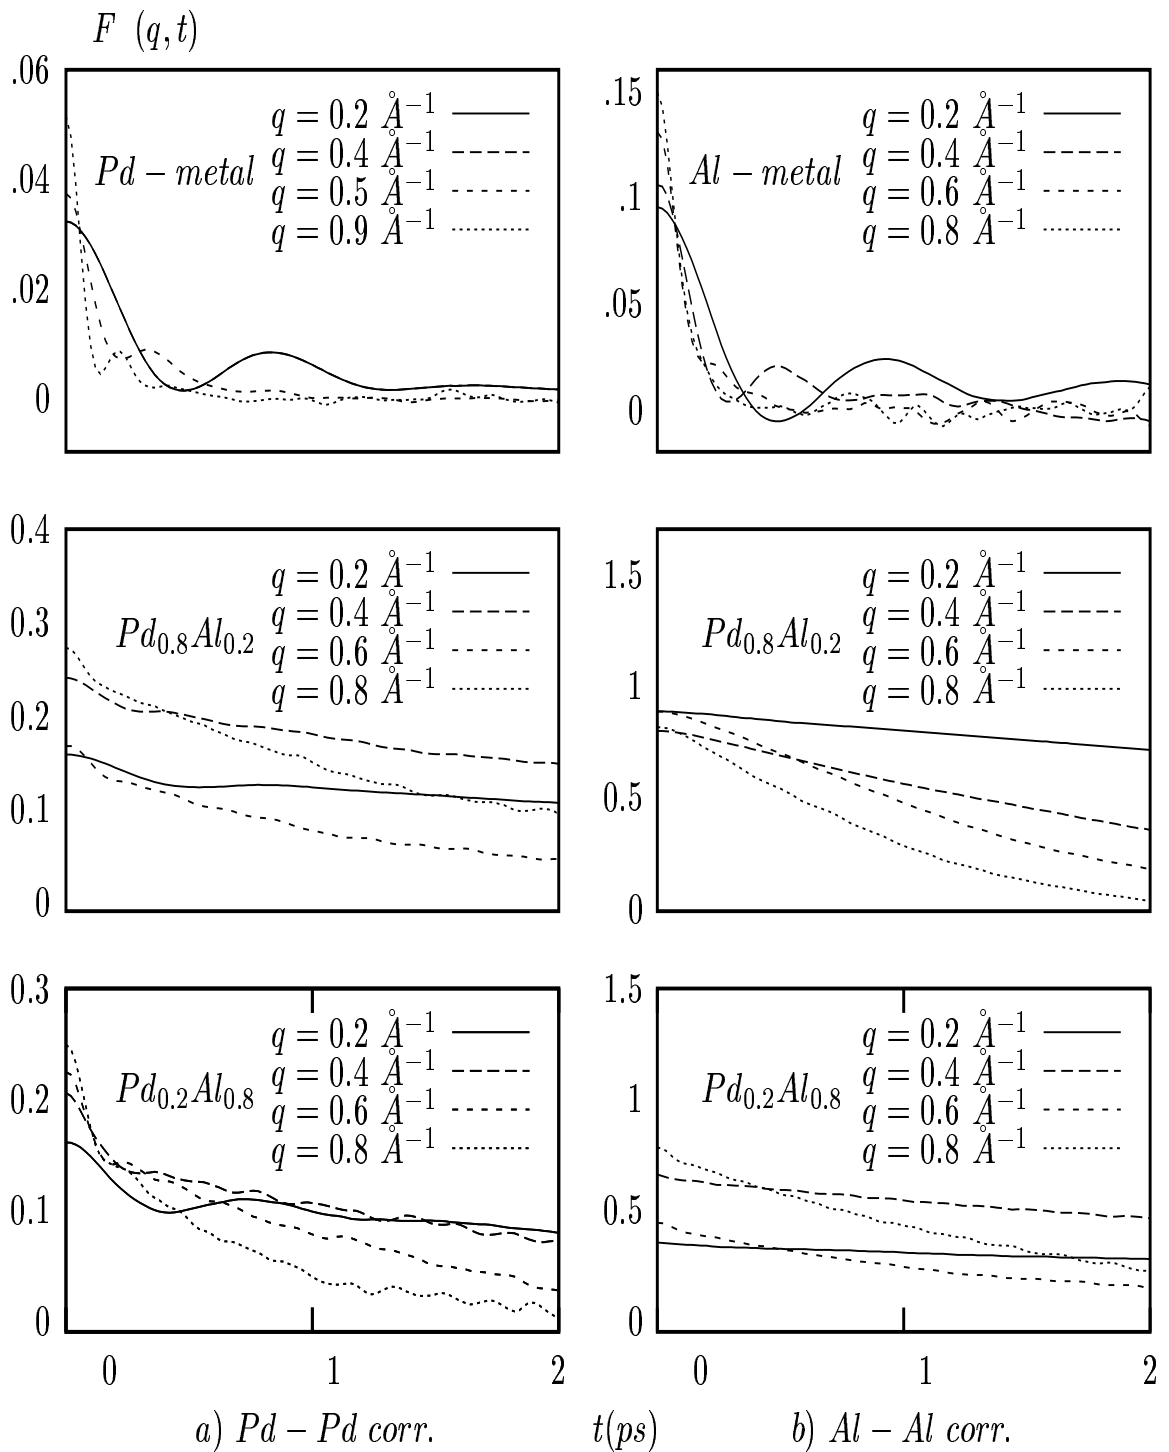 F (q, t)
.06
.04
.02
0
Pd − metal
q = 0.2 Å−1
q = 0.4 Å−1
q = 0.5 Å−1
q = 0.9 Å−1
.15
.1
.05
0
Al − metal
q = 0.2 Å−1
q = 0.4 Å−1
q = 0.6 Å−1
q = 0.8 Å−1
0.4
0.3
0.2
0.1
0
Pd0.8Al0.2
q = 0.2 Å−1
q = 0.4 Å−1
q = 0.6 Å−1
q = 0.8 Å−1
1.5
1
0.5
0
Pd0.8Al0.2
q = 0.2 Å−1
q = 0.4 Å−1
q = 0.6 Å−1
q = 0.8 Å−1
0.3
0.2
0.1
0
Pd0.2Al0.8
q = 0.2 Å−1
q = 0.4 Å−1
q = 0.6 Å−1
q = 0.8 Å−1
1.5
1
0.5
0
Pd0.2Al0.8
q = 0.2 Å−1
q = 0.4 Å−1
q = 0.6 Å−1
q = 0.8 Å−1
0 1 2
0 1 2
a) Pd − Pd corr.
t(ps)
b) Al − Al corr.